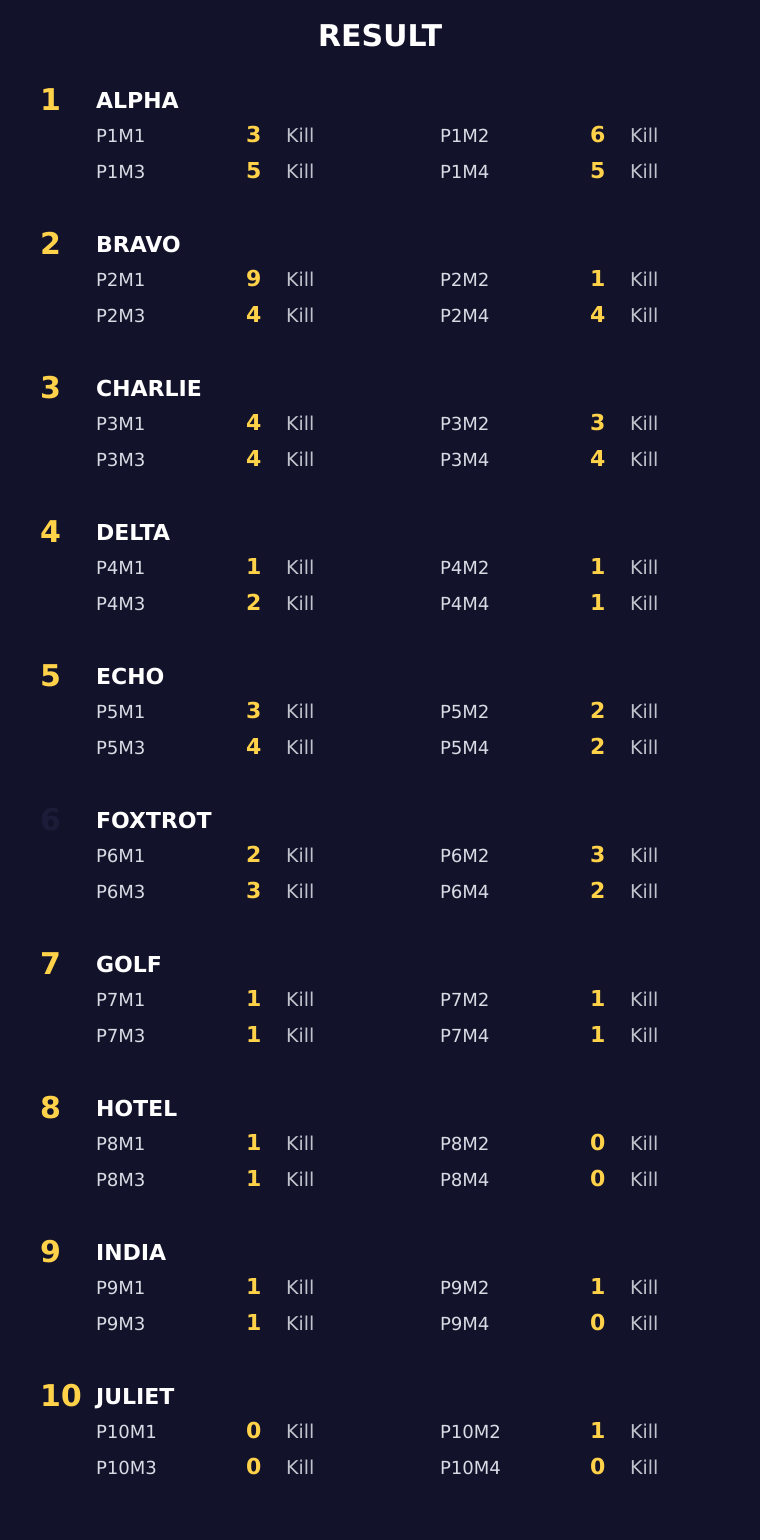 RESULT
1 ALPHA
P1M1 3 Kill P1M2 6 Kill
P1M3 5 Kill P1M4 5 Kill
2 BRAVO
P2M1 9 Kill P2M2 1 Kill
P2M3 4 Kill P2M4 4 Kill
3 CHARLIE
P3M1 4 Kill P3M2 3 Kill
P3M3 4 Kill P3M4 4 Kill
4 DELTA
P4M1 1 Kill P4M2 1 Kill
P4M3 2 Kill P4M4 1 Kill
5 ECHO
P5M1 3 Kill P5M2 2 Kill
P5M3 4 Kill P5M4 2 Kill
6 FOXTROT
P6M1 2 Kill P6M2 3 Kill
P6M3 3 Kill P6M4 2 Kill
7 GOLF
P7M1 1 Kill P7M2 1 Kill
P7M3 1 Kill P7M4 1 Kill
8 HOTEL
P8M1 1 Kill P8M2 0 Kill
P8M3 1 Kill P8M4 0 Kill
9 INDIA
P9M1 1 Kill P9M2 1 Kill
P9M3 1 Kill P9M4 0 Kill
10 JULIET
P10M1 0 Kill P10M2 1 Kill
P10M3 0 Kill P10M4 0 Kill